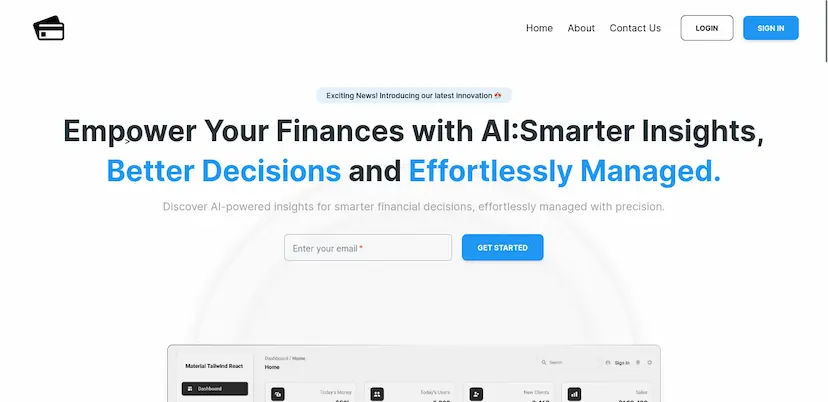 Home About Contact Us LOGIN SIGN IN
Exciting News! Introducing our latest innovation
Empower Your Finances with AI:Smarter Insights,
Better Decisions and Effortlessly Managed.
Discover AI-powered insights for smarter financial decisions, effortlessly managed with precision.
Enter your email * GET STARTED
Dashboard / Home
Search Sign In
Material Tailwind React Home
Dashboard Today's Money Today's Users New Clients Sales